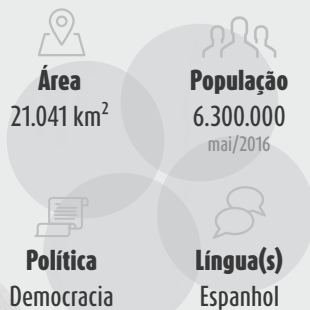 Área
21.041 km²
População
6.300.000
mai/2016
Política
Democracia
Língua(s)
Espanhol